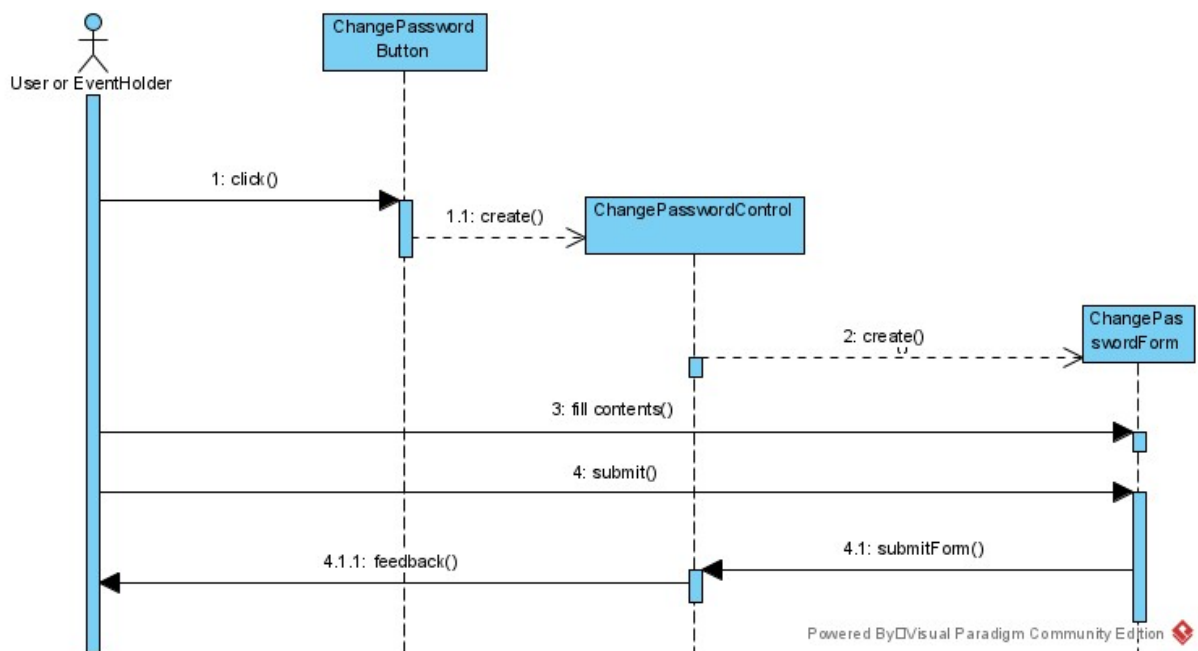 ChangePassword
Button
User or EventHolder
1: click()
1.1: create()
ChangePasswordControl
ChangePas
swordForm
2: create()
3: fill contents()
4: submit()
4.1: submitForm()
4.1.1: feedback()
Powered By□Visual Paradigm Community Edition